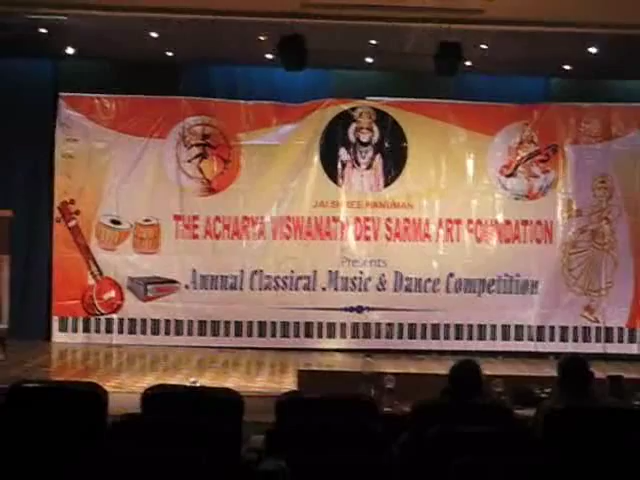 JAI SHREE HANUMAN
THE ACHARYA VISWANATH DEV SARMA ART FOUNDATION
Presents
Annual Classical Music & Dance Competition